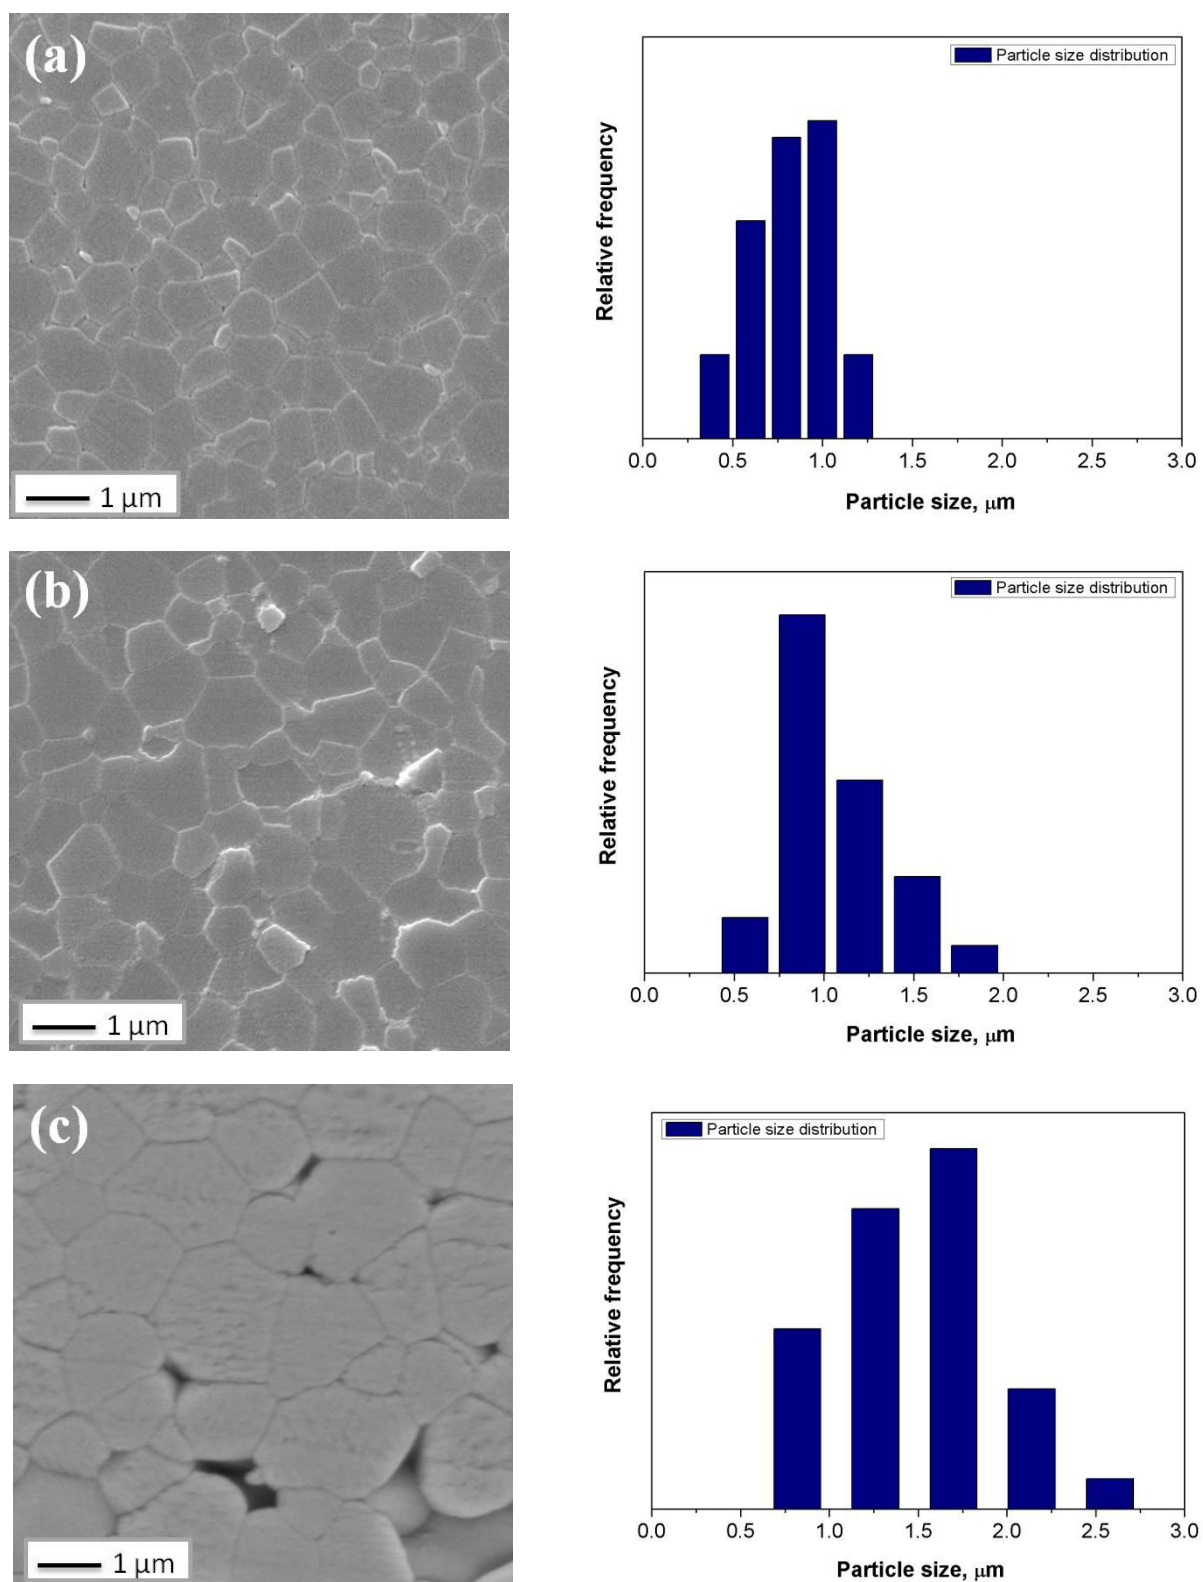 (a)
1 µm
Particle size distribution
Relative frequency
0.0 0.5 1.0 1.5 2.0 2.5 3.0
Particle size, µm
(b)
1 µm
Particle size distribution
Relative frequency
0.0 0.5 1.0 1.5 2.0 2.5 3.0
Particle size, µm
(c)
1 µm
Particle size distribution
Relative frequency
0.0 0.5 1.0 1.5 2.0 2.5 3.0
Particle size, µm